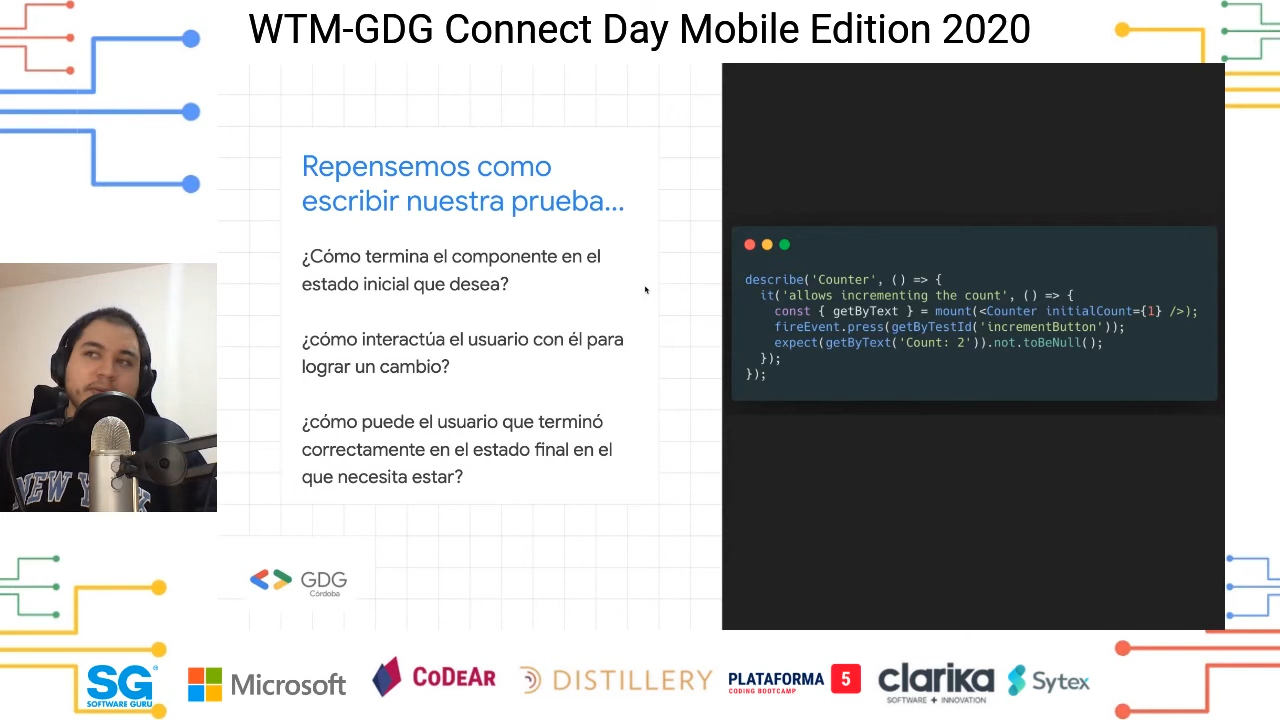 WTM-GDG Connect Day Mobile Edition 2020
Repensemos como
escribir nuestra prueba...
¿Cómo termina el componente en el
estado inicial que desea?
¿cómo interactúa el usuario con él para
lograr un cambio?
¿cómo puede el usuario que terminó
correctamente en el estado final en el
que necesita estar?
GDG
Córdoba
describe('Counter', () => {
it('allows incrementing the count', () => {
const { getByText } = mount(<Counter initialCount={1} />);
fireEvent.press(getByTestId('incrementButton'));
expect(getByText('Count: 2')).not.toBeNull();
});
});
NEW YORK
SG
SOFTWARE GURU
Microsoft
CODEAR
DISTILLERY
PLATAFORMA 5
CODING BOOTCAMP
clarika
SOFTWARE + INNOVATION
Sytex